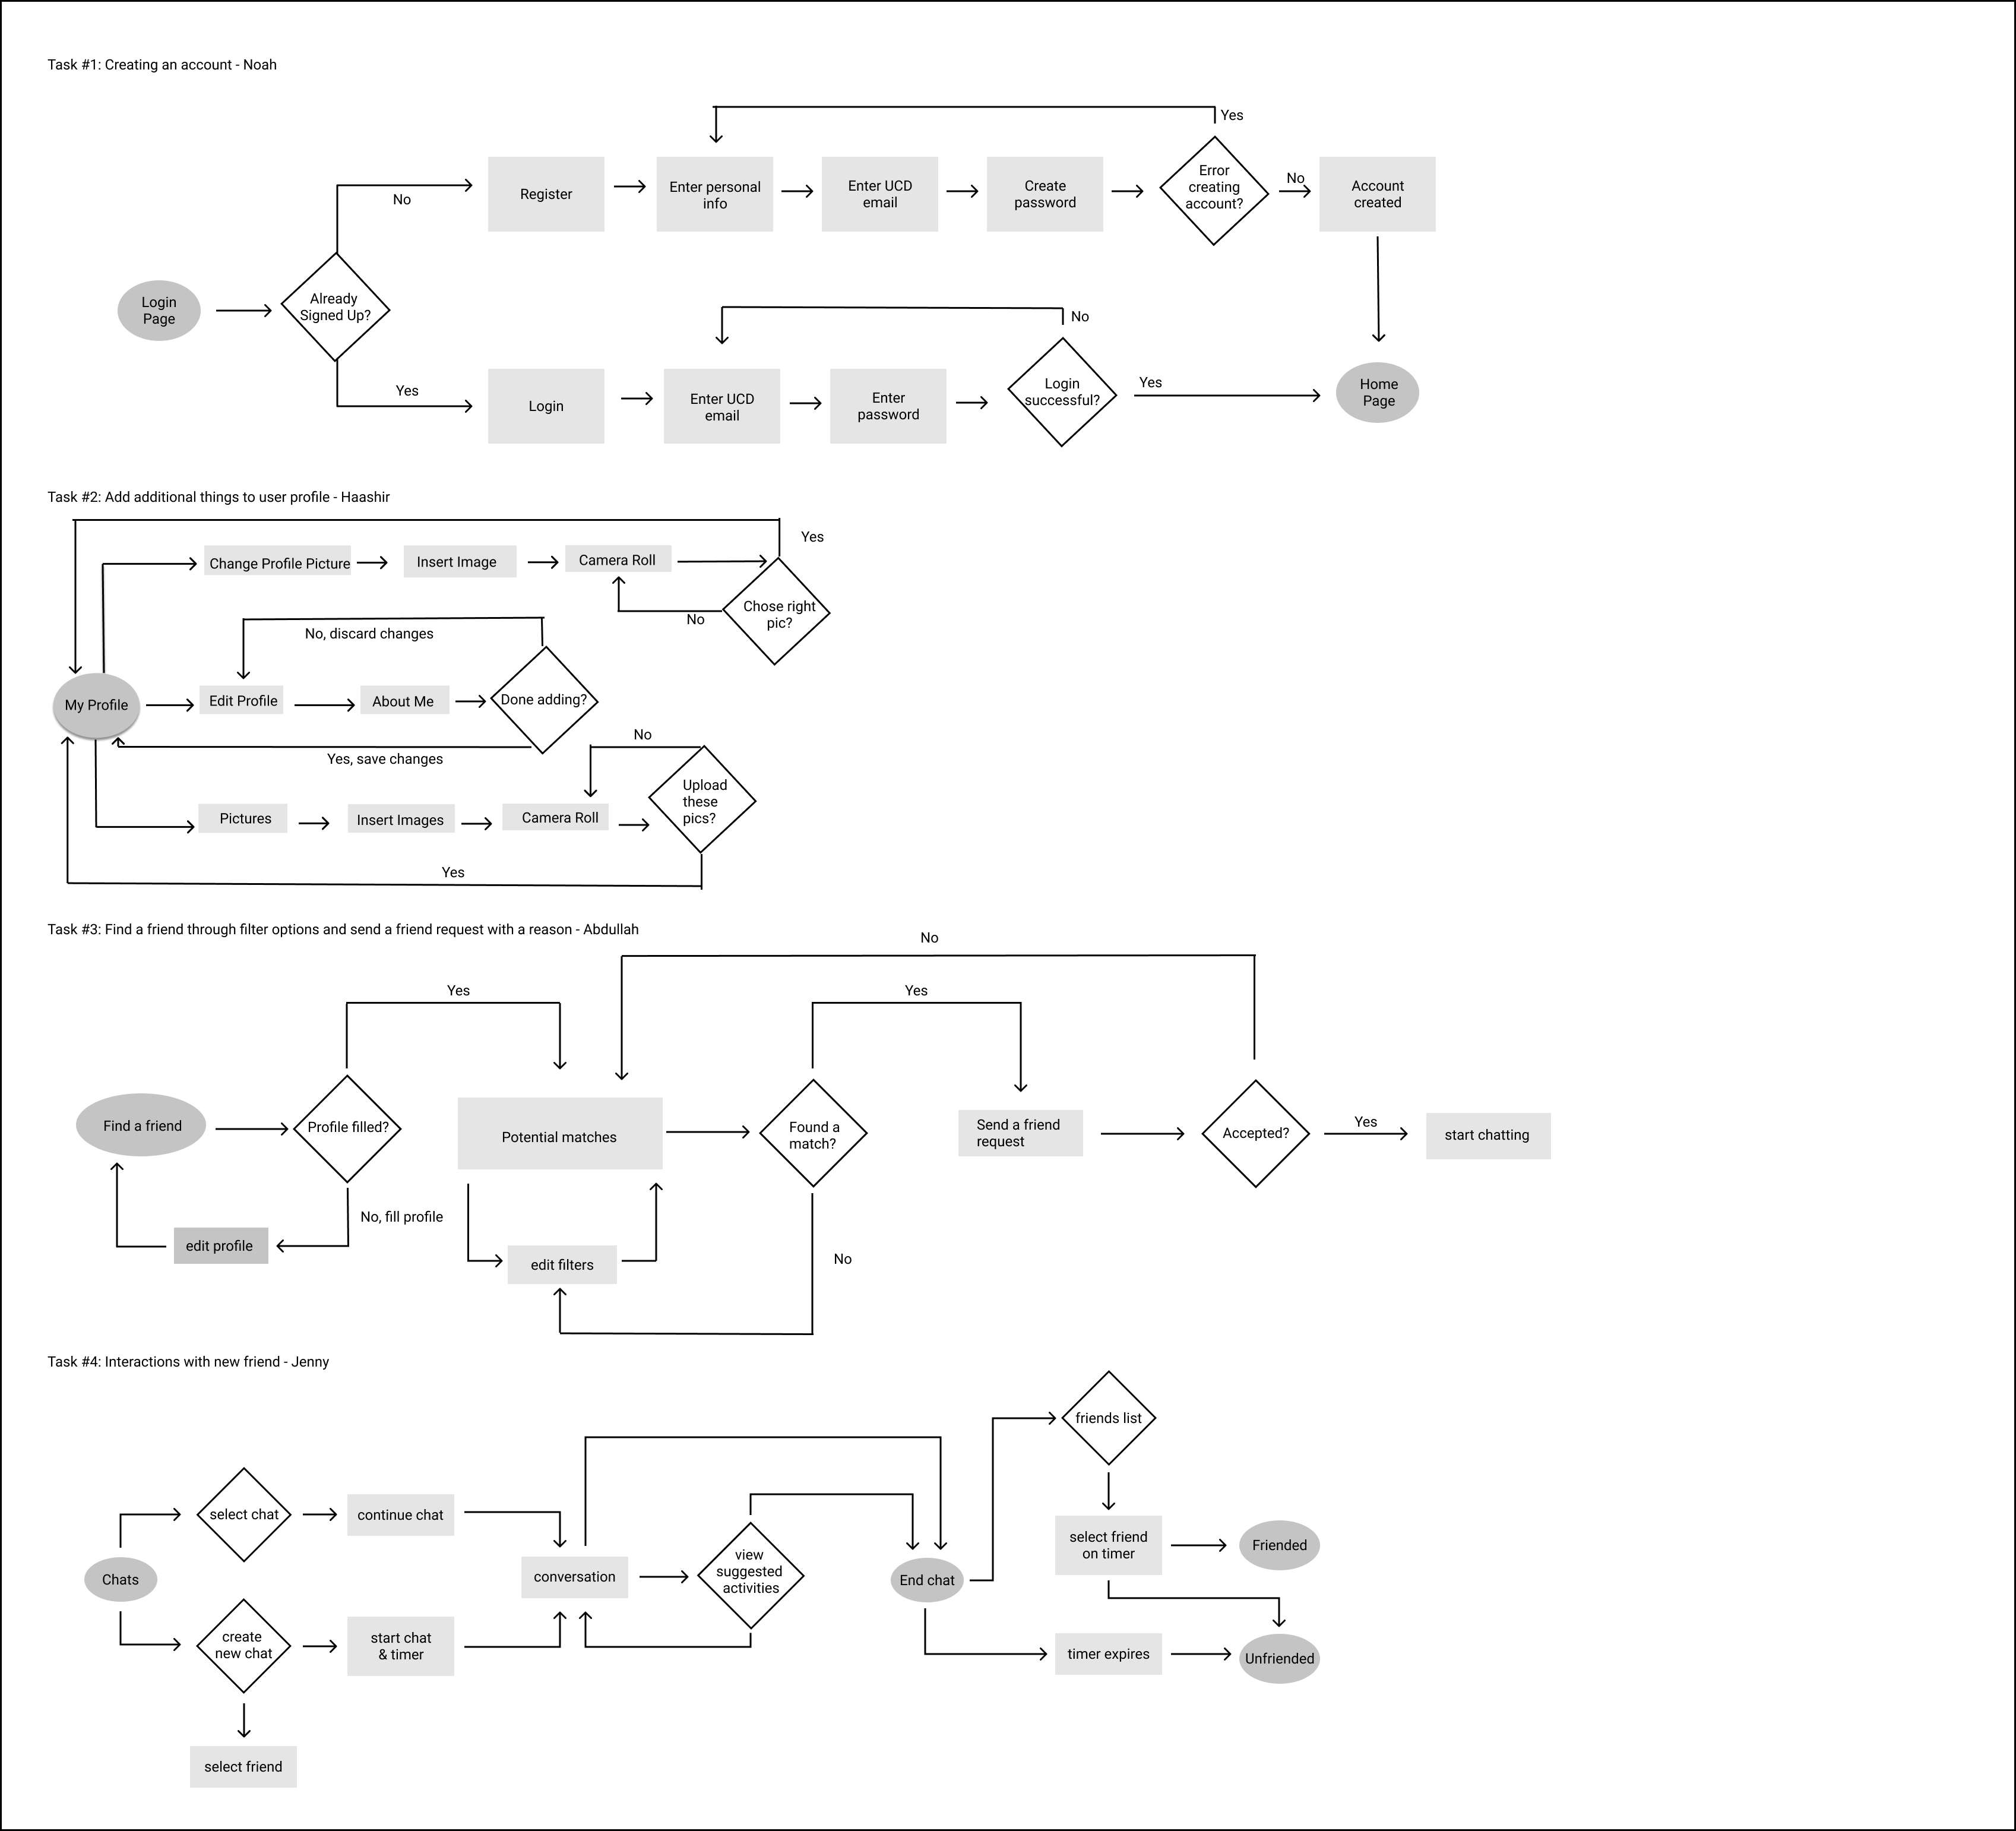 Task #1: Creating an account - Noah
Yes
Error
creating
account?
No
Register
Enter personal
info
Enter UCD
email
Create
password
No
Account
created
Login
Page
Already
Signed Up?
No
Yes
Login
Enter UCD
email
Enter
password
Login
successful?
Yes
Home
Page
Task #2: Add additional things to user profile - Haashir
Yes
Change Profile Picture
Insert Image
Camera Roll
Chose right
pic?
No
No, discard changes
My Profile
Edit Profile
About Me
Done adding?
No
Yes, save changes
Upload
these
pics?
Pictures
Insert Images
Camera Roll
Yes
Task #3: Find a friend through filter options and send a friend request with a reason - Abdullah
No
Yes
Yes
Find a friend
Profile filled?
Potential matches
Found a
match?
Send a friend
request
Accepted?
Yes
start chatting
No, fill profile
edit profile
edit filters
No
Task #4: Interactions with new friend - Jenny
friends list
select chat
continue chat
Chats
conversation
view
suggested
activities
End chat
select friend
on timer
Friended
create
new chat
start chat
& timer
timer expires
Unfriended
select friend